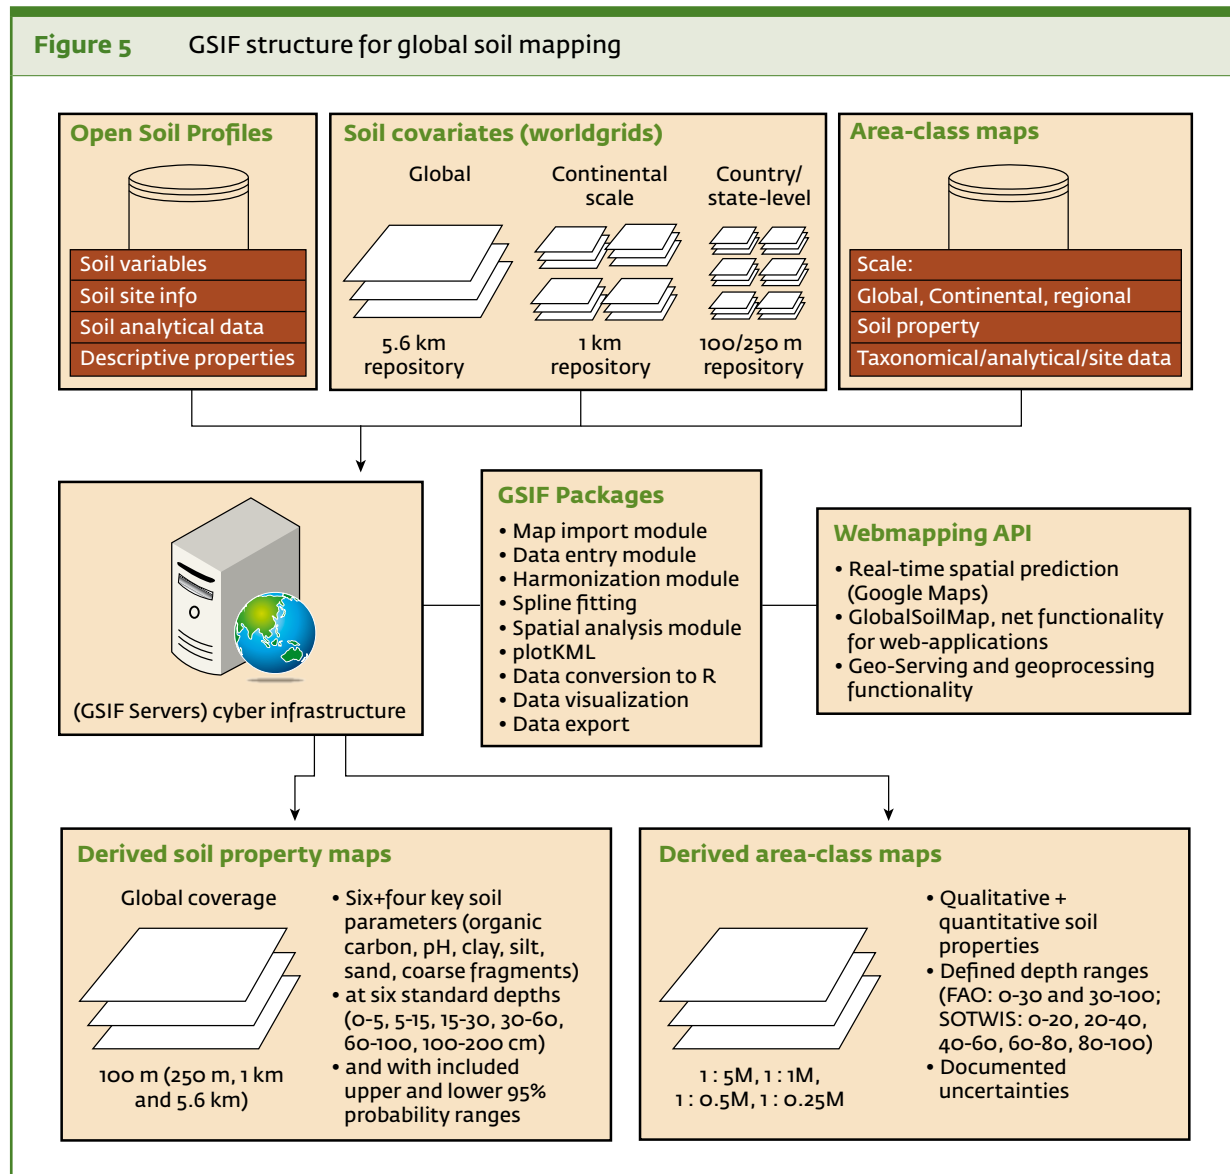 Figure 5 GSIF structure for global soil mapping
Open Soil Profiles
Soil variables
Soil site info
Soil analytical data
Descriptive properties
Soil covariates (worldgrids)
Global
5.6 km
repository
Continental
scale
1 km
repository
Country/
state-level
100/250 m
repository
Area-class maps
Scale:
Global, Continental, regional
Soil property
Taxonomical/analytical/site data
(GSIF Servers) cyber infrastructure
GSIF Packages
• Map import module
• Data entry module
• Harmonization module
• Spline fitting
• Spatial analysis module
• plotKML
• Data conversion to R
• Data visualization
• Data export
Webmapping API
• Real-time spatial prediction
(Google Maps)
• GlobalSoilMap, net functionality
for web-applications
• Geo-Serving and geoprocessing
functionality
Derived soil property maps
Global coverage
100 m (250 m, 1 km
and 5.6 km)
• Six+four key soil
parameters (organic
carbon, pH, clay, silt,
sand, coarse fragments)
• at six standard depths
(0-5, 5-15, 15-30, 30-60,
60-100, 100-200 cm)
• and with included
upper and lower 95%
probability ranges
Derived area-class maps
1 : 5M, 1 : 1M,
1 : 0.5M, 1 : 0.25M
• Qualitative +
quantitative soil
properties
• Defined depth ranges
(FAO: 0-30 and 30-100;
SOTWIS: 0-20, 20-40,
40-60, 60-80, 80-100)
• Documented
uncertainties